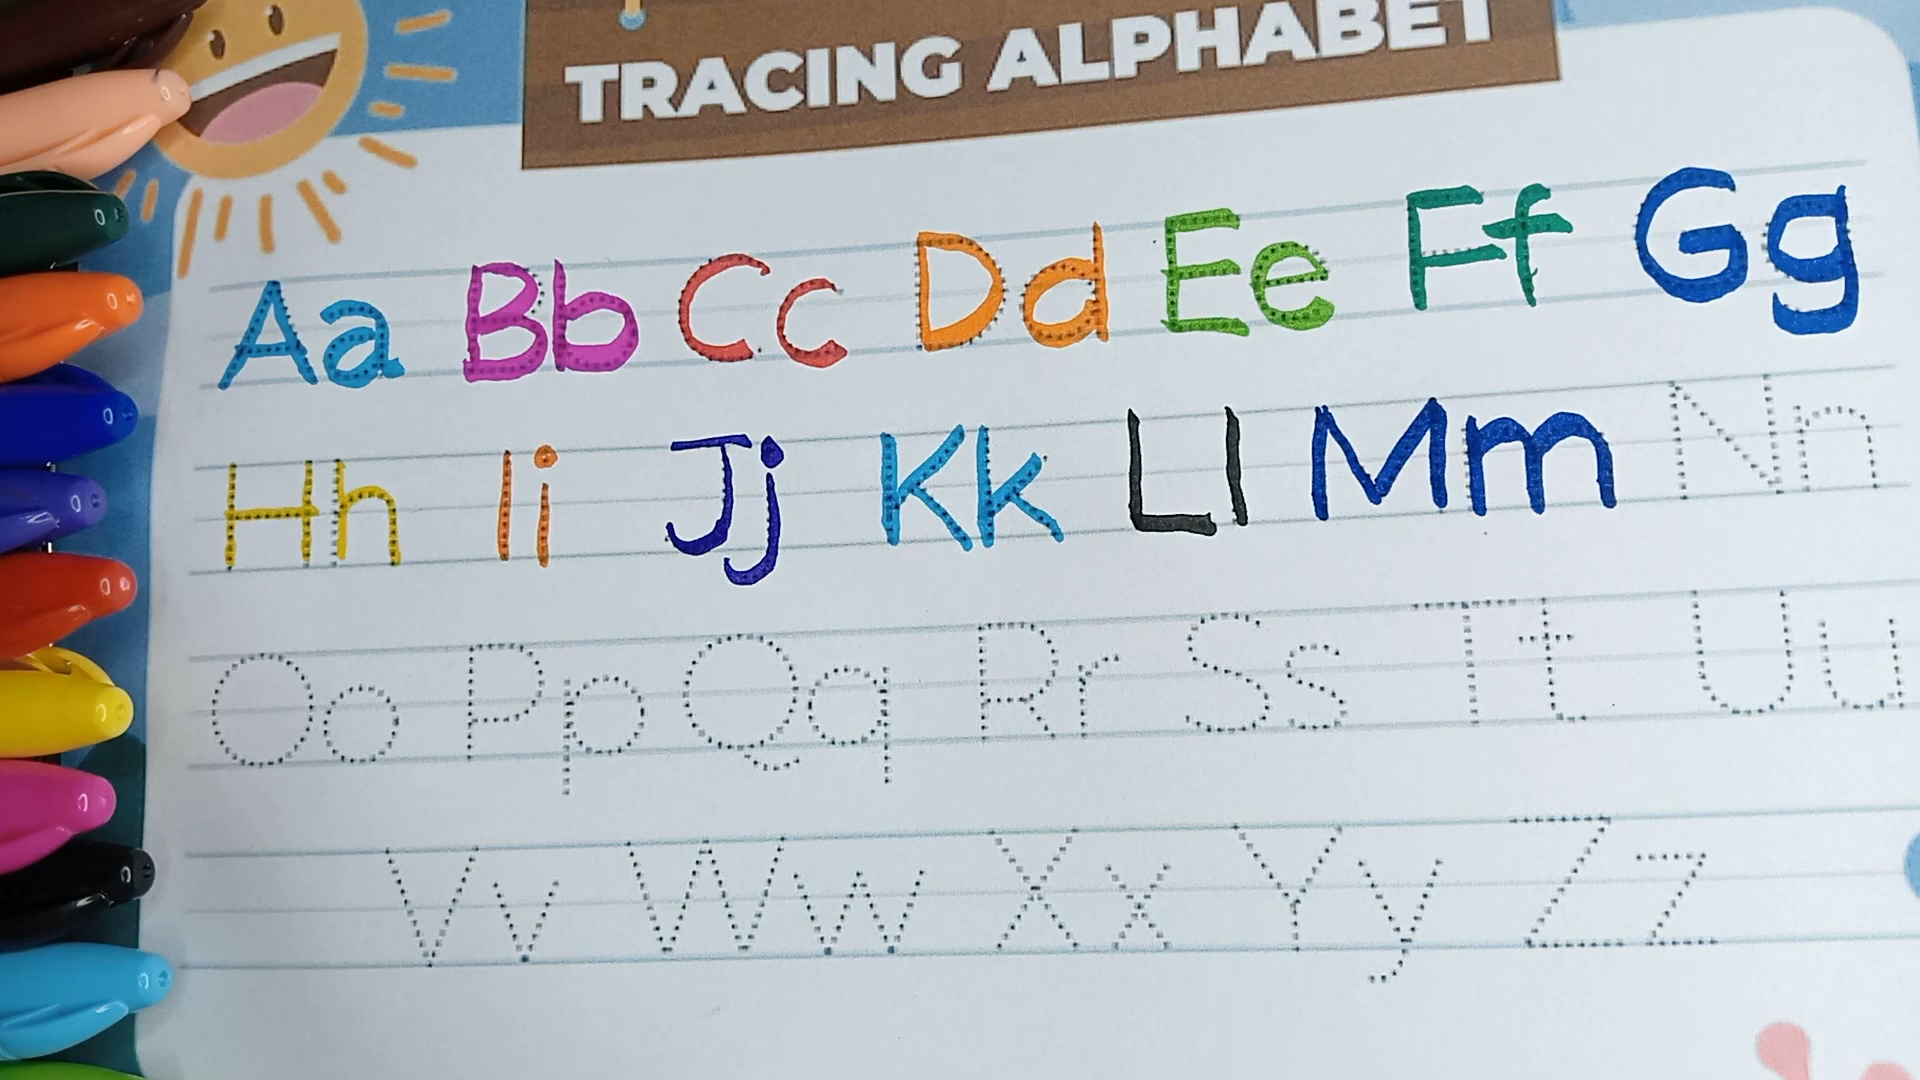 TRACING ALPHABET
Aa Bb Cc Dd Ee Ff Gg
Hh Ii Jj Kk Ll Mm Nn
Oo Pp Qq Rr Ss Tt Uu
Vv Ww Xx Yy Zz